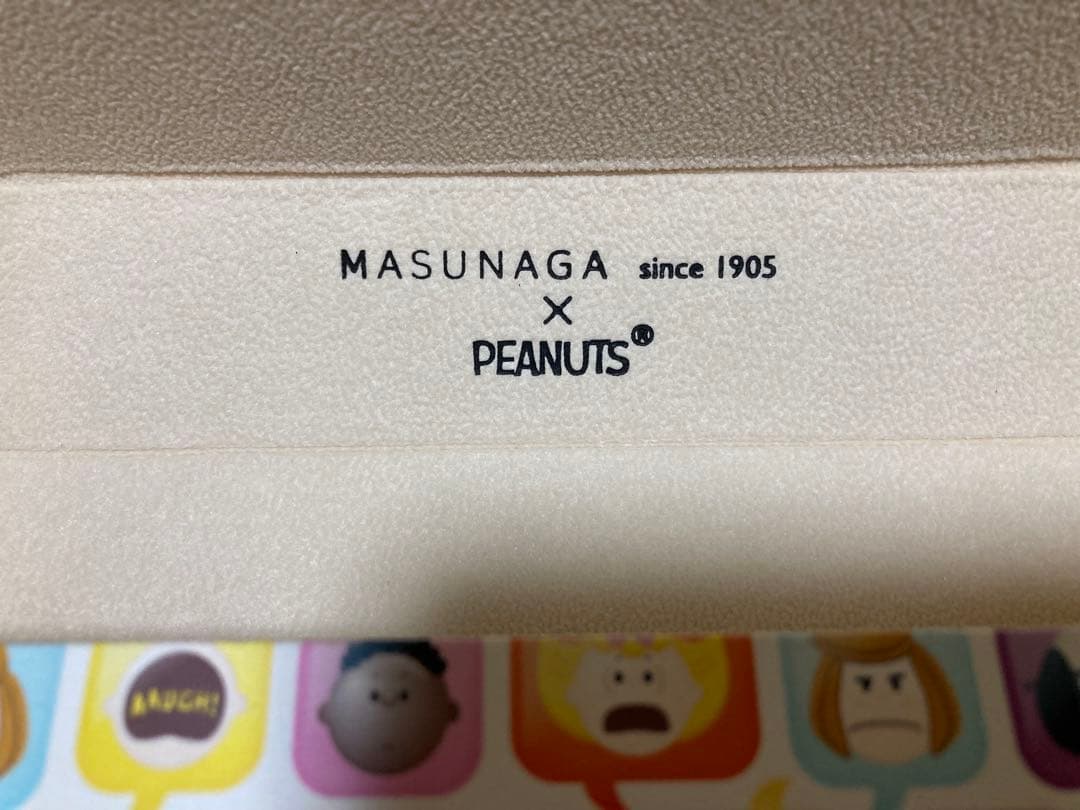 MASUNAGA since 1905
×
PEANUTS®
AAUGH!